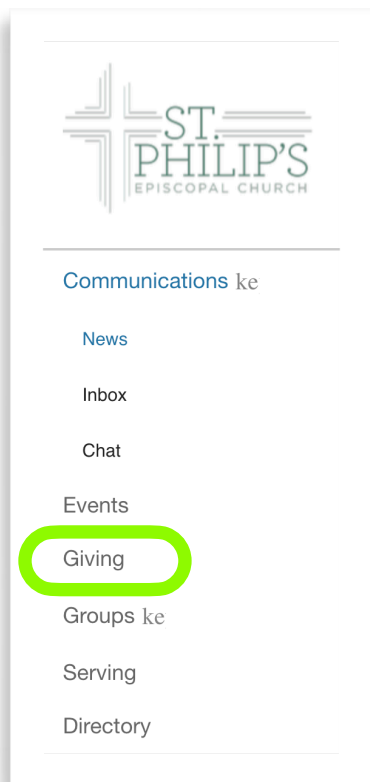 ST.
PHILIP'S
EPISCOPAL CHURCH
Communications ke
News
Inbox
Chat
Events
Giving
Groups ke
Serving
Directory